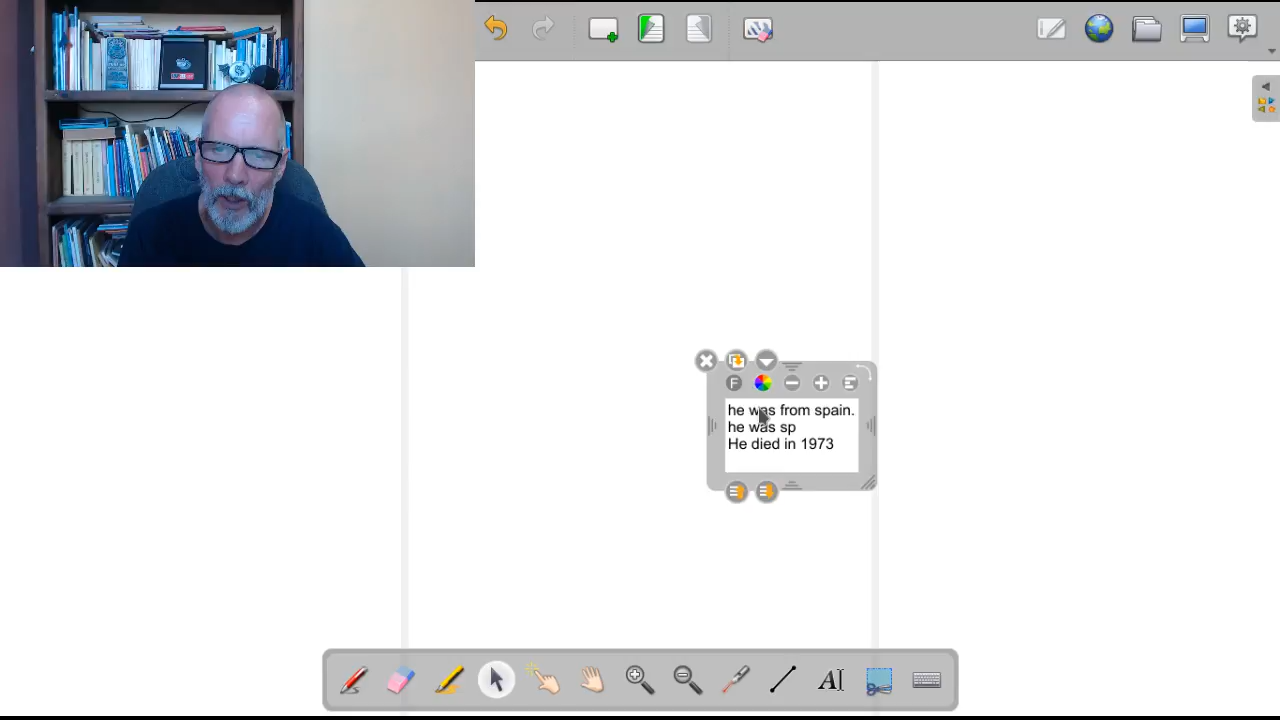 he was from spain.
he was sp
He died in 1973